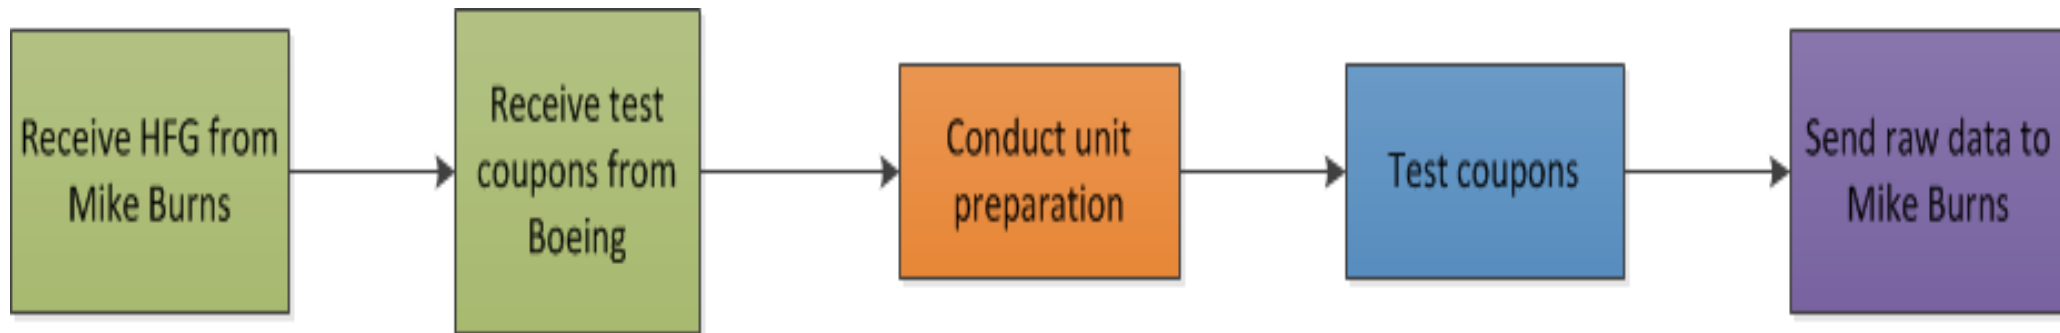 Receive HFG from
Mike Burns
Receive test
coupons from
Boeing
Conduct unit
preparation
Test coupons
Send raw data to
Mike Burns